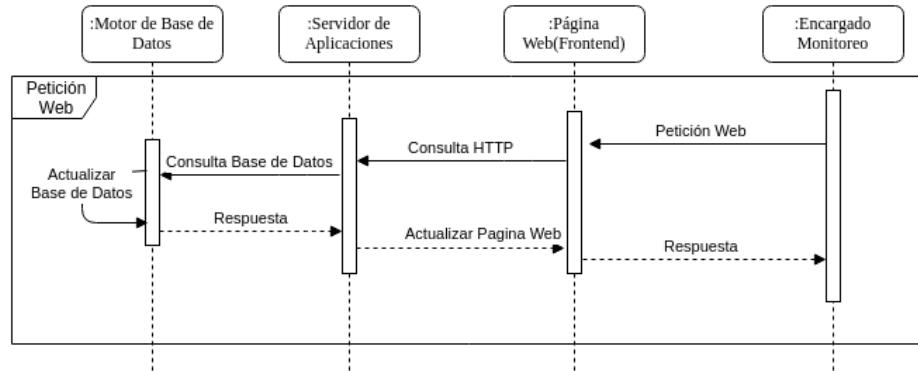 :Motor de Base de
Datos
:Servidor de
Aplicaciones
:Página
Web(Frontend)
:Encargado
Monitoreo
Petición
Web
Petición Web
Consulta HTTP
Consulta Base de Datos
Actualizar
Base de Datos
Respuesta
Actualizar Pagina Web
Respuesta